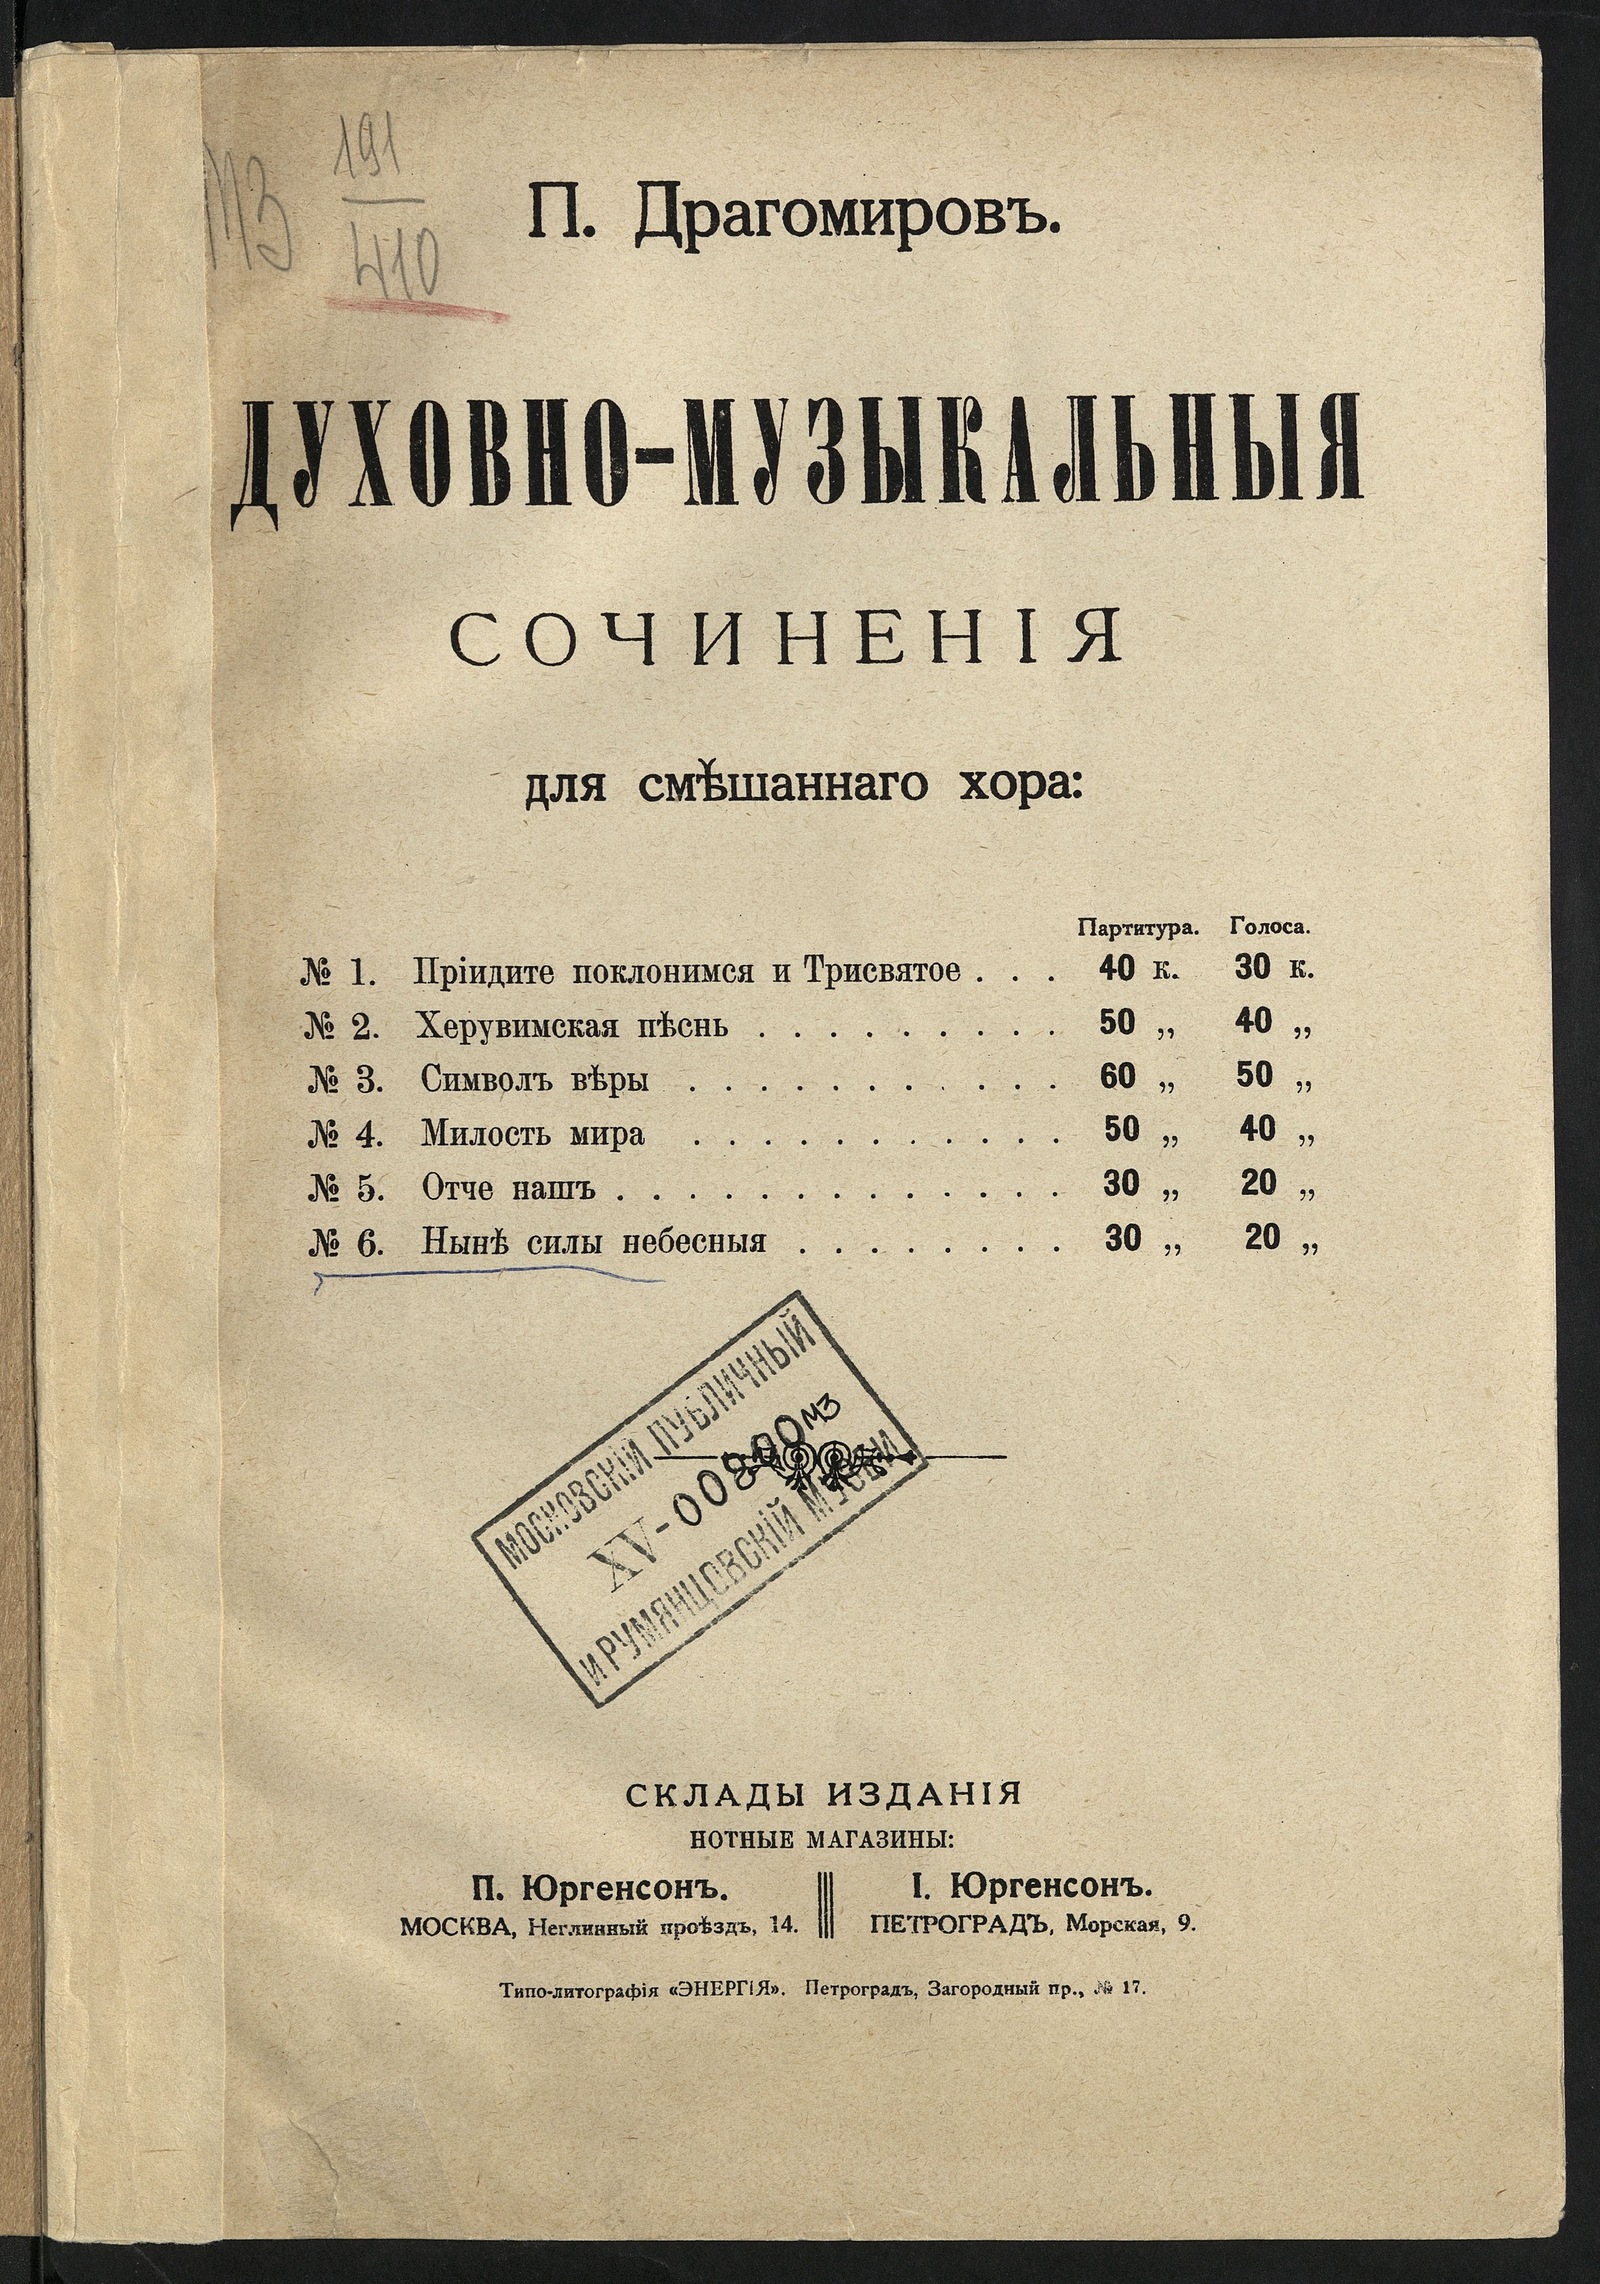 МЗ 191
410
П. Драгомировъ.
ДУХОВНО-МУЗЫКАЛЬНЫЯ
СОЧИНЕНІЯ
для смѣшаннаго хора:
Партитура. Голоса.
№ 1. Пріидите поклонимся и Трисвятое . . . 40 к. 30 к.
№ 2. Херувимская пѣснь . . . . . . . . . 50 „ 40 „
№ 3. Символъ вѣры . . . . . . . . . . . 60 „ 50 „
№ 4. Милость мира . . . . . . . . . . . 50 „ 40 „
№ 5. Отче нашъ . . . . . . . . . . . . . 30 „ 20 „
№ 6. Нынѣ силы небесныя . . . . . . . . 30 „ 20 „
МОСКОВСКІЙ ПУБЛИЧНЫЙ
XV-00800 МЗ
И РУМЯНЦОВСКІЙ МУЗЕИ
СКЛАДЫ ИЗДАНІЯ
НОТНЫЕ МАГАЗИНЫ:
П. Юргенсонъ.
МОСКВА, Неглинный проѣздъ, 14.
І. Юргенсонъ.
ПЕТРОГРАДЪ, Морская, 9.
Типо-литографія «ЭНЕРГІЯ». Петроградъ, Загородный пр., № 17.